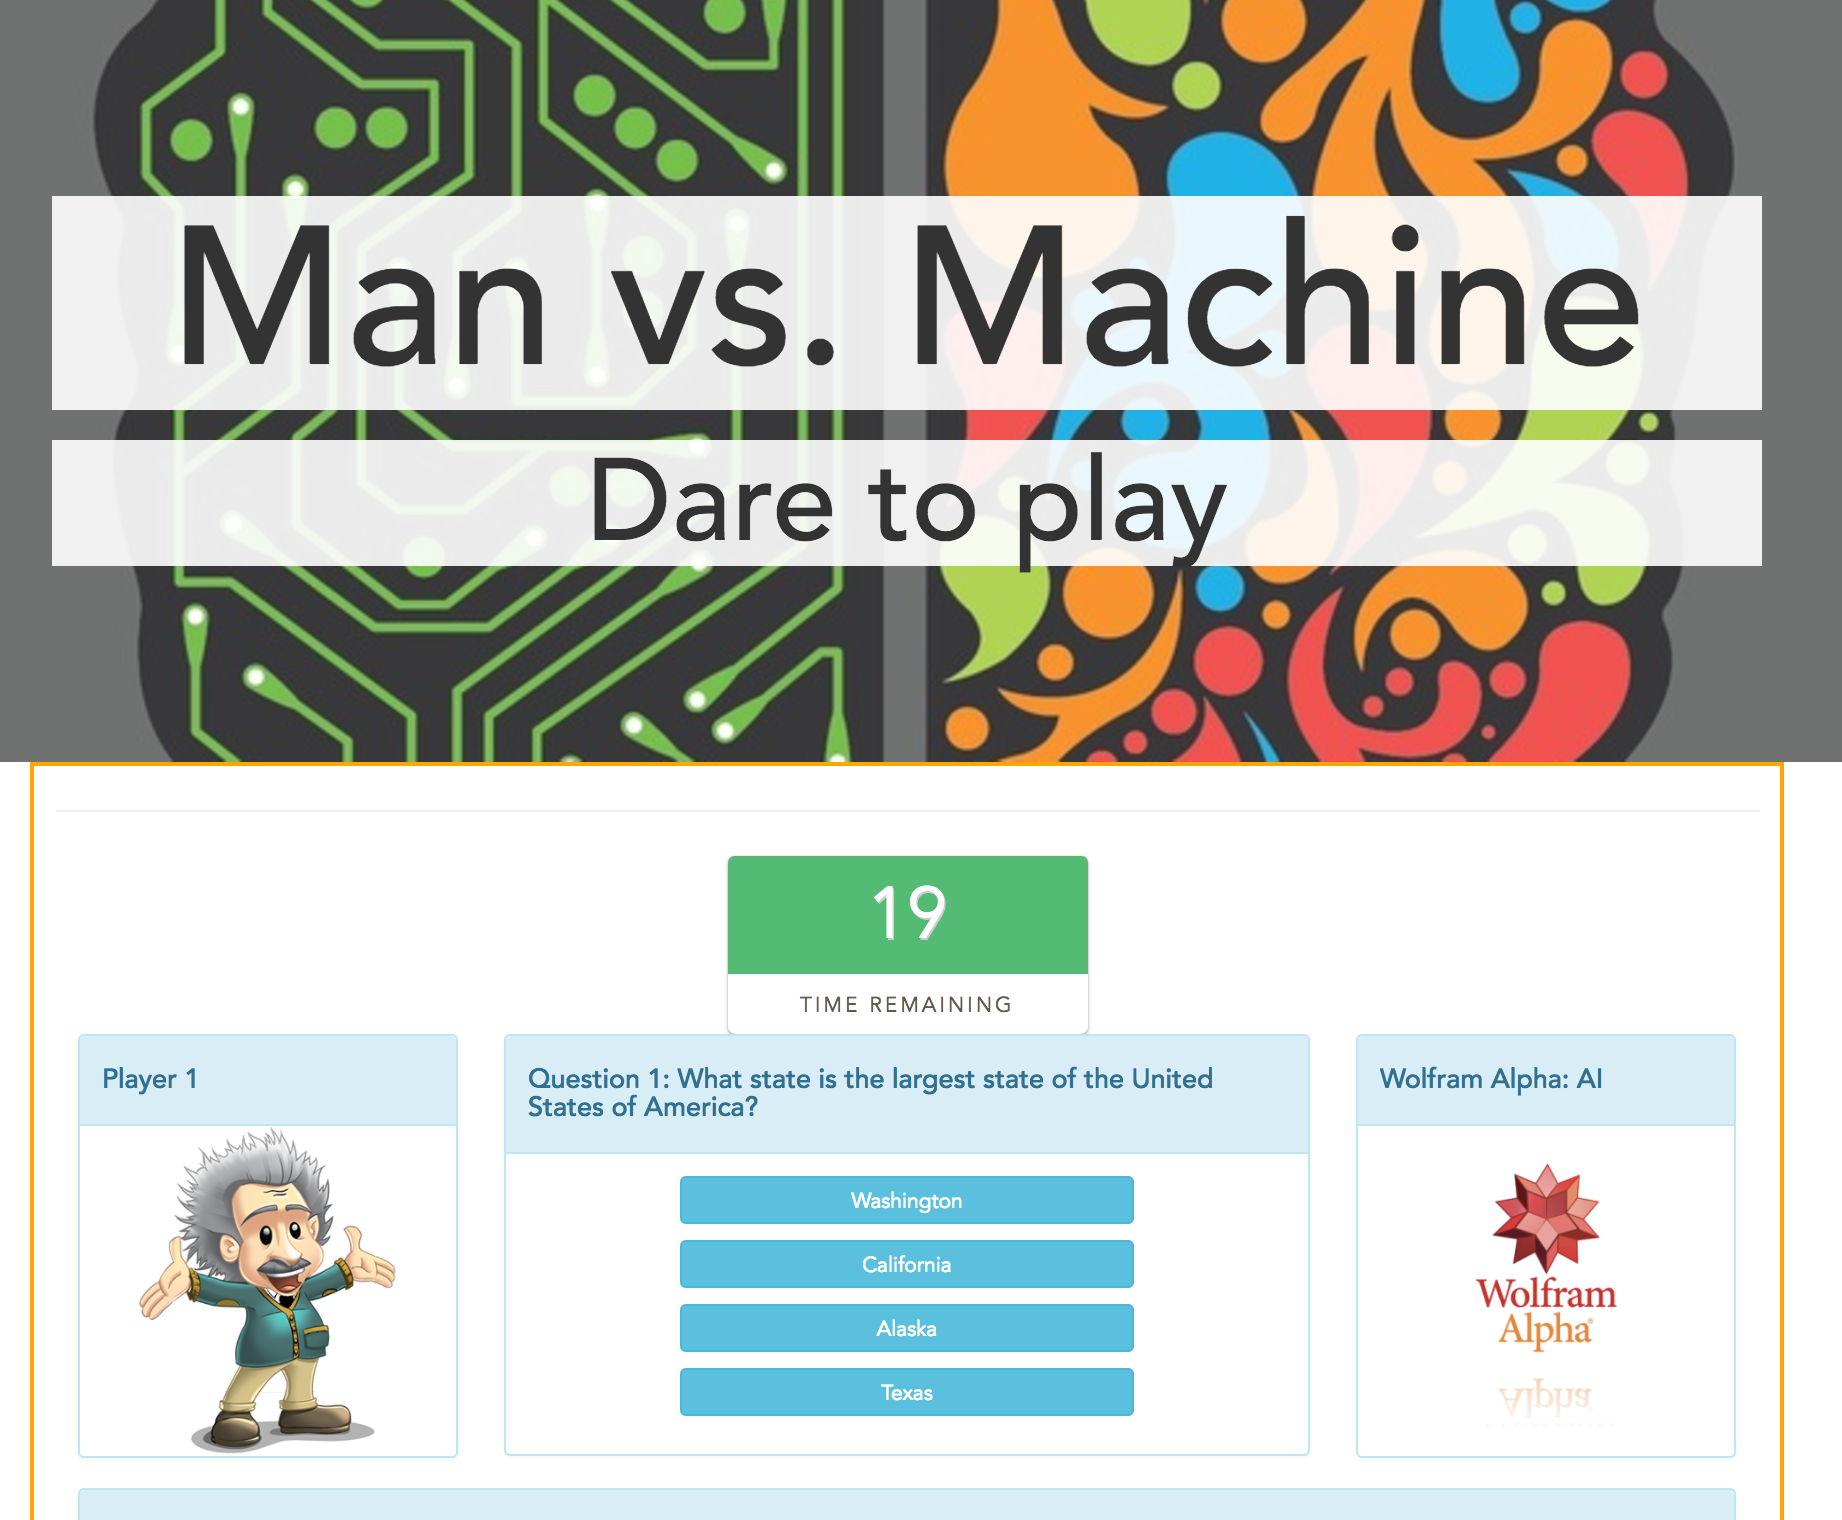 Man vs. Machine
Dare to play
19
TIME REMAINING
Player 1
Question 1: What state is the largest state of the United
States of America?
Washington
California
Alaska
Texas
Wolfram Alpha: AI
Wolfram
Alpha